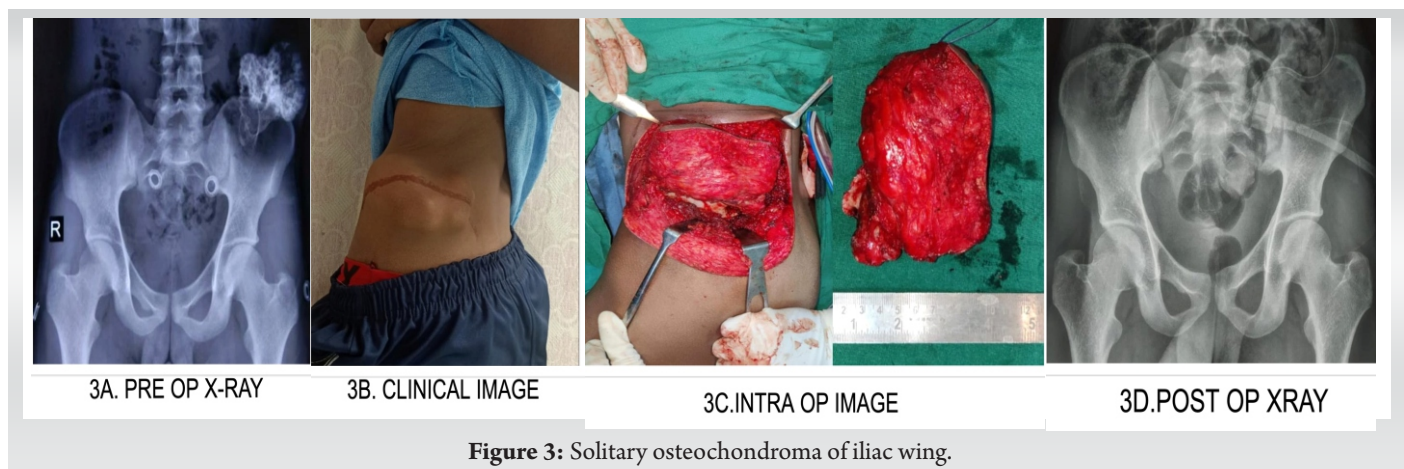 R
3A. PRE OP X-RAY
3B. CLINICAL IMAGE
3C.INTRA OP IMAGE
3D.POST OP XRAY
Figure 3: Solitary osteochondroma of iliac wing.